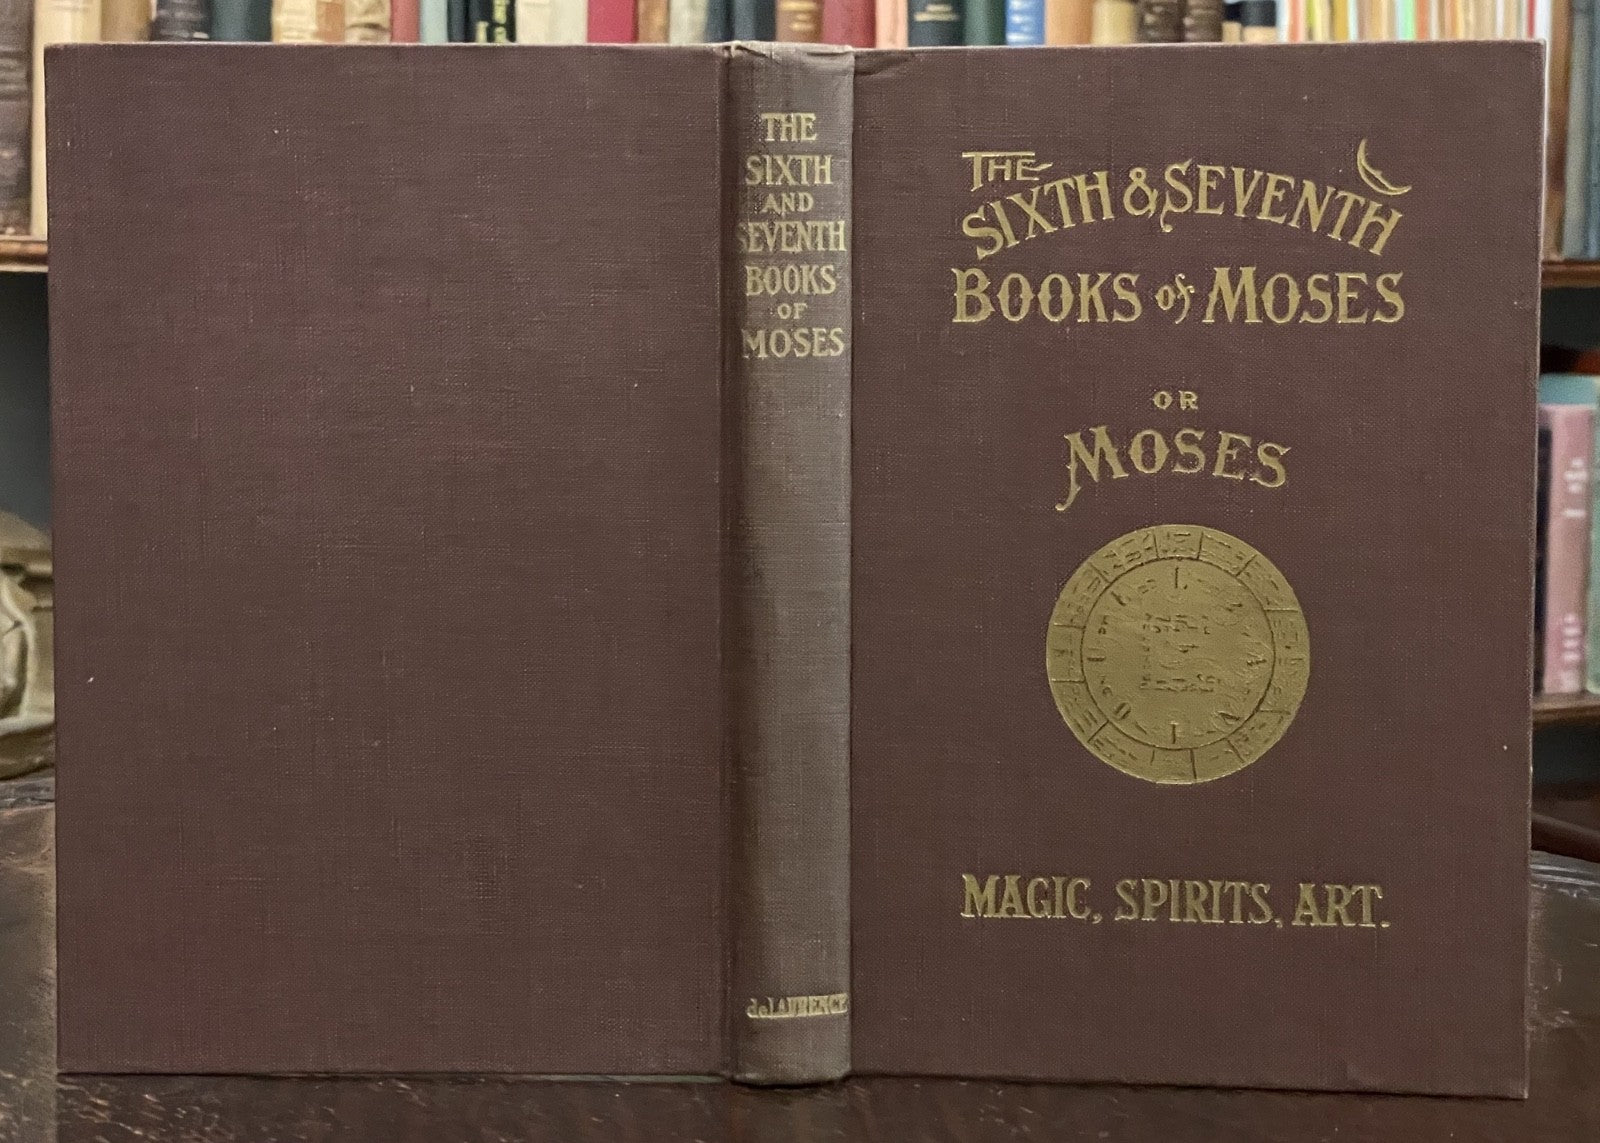 THE
SIXTH
AND
SEVENTH
BOOKS
OF
MOSES
deLAURENCE
THE
SIXTH & SEVENTH
BOOKS of MOSES
OR
MOSES
MAGIC, SPIRITS, ART.